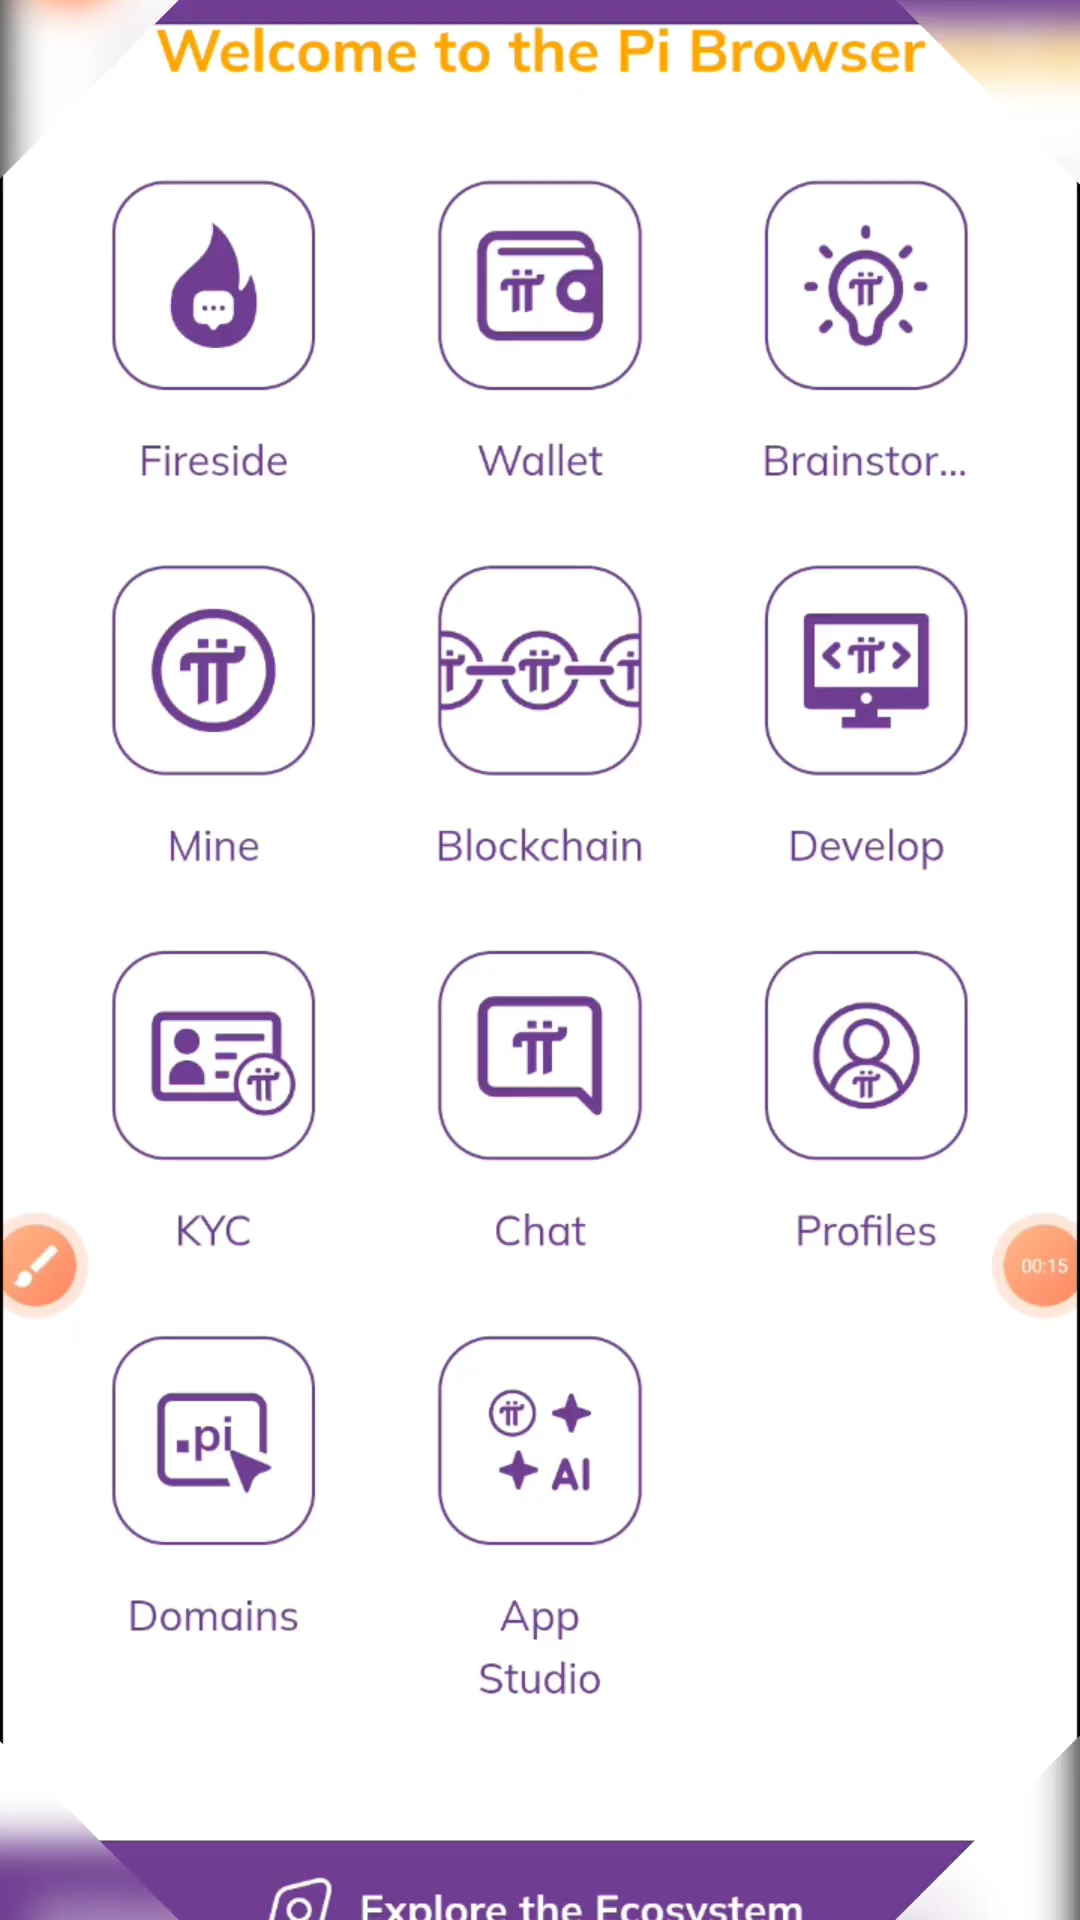 Welcome to the Pi Browser
Fireside
Wallet
Brainstor...
Mine
Blockchain
Develop
KYC
Chat
Profiles
00:15
.pi
AI
Domains
App
Studio
Explore the Ecosystem